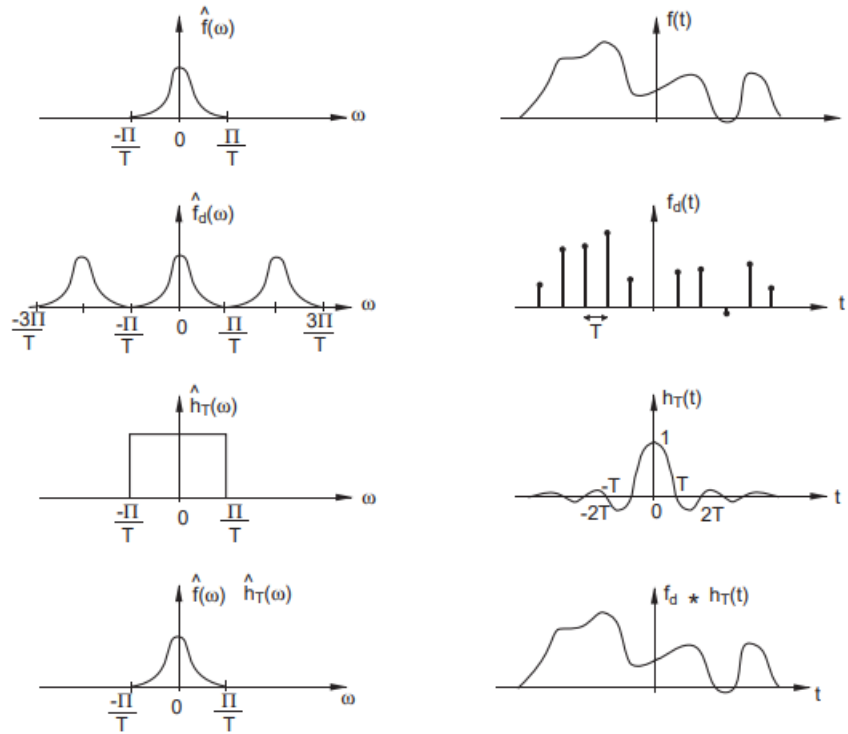 f̂(ω)
ω
-Π/T 0 Π/T
f(t)
f̂d(ω)
ω
-3Π/T -Π/T 0 Π/T 3Π/T
fd(t)
t
T
ĥT(ω)
ω
-Π/T 0 Π/T
hT(t)
1
-T T
t
-2T 0 2T
f̂(ω) ĥT(ω)
ω
-Π/T 0 Π/T
fd * hT(t)
t